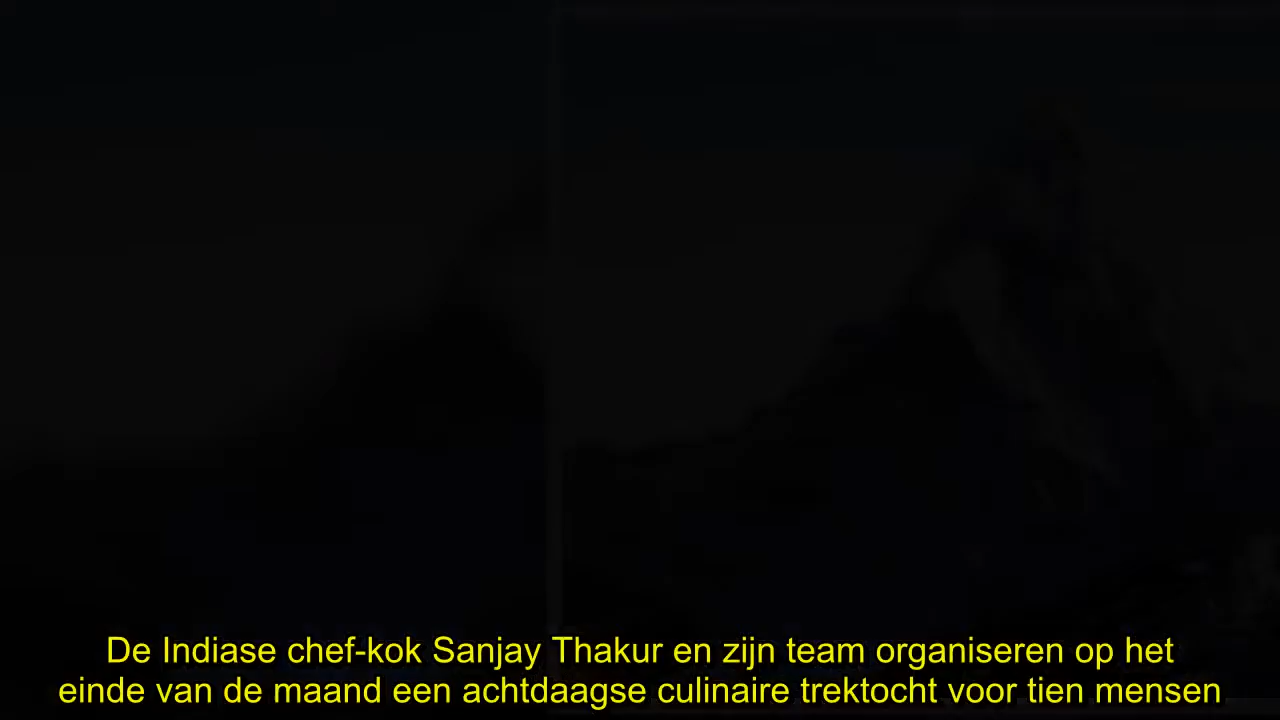 De Indiase chef-kok Sanjay Thakur en zijn team organiseren op het
einde van de maand een achtdaagse culinaire trektocht voor tien mensen